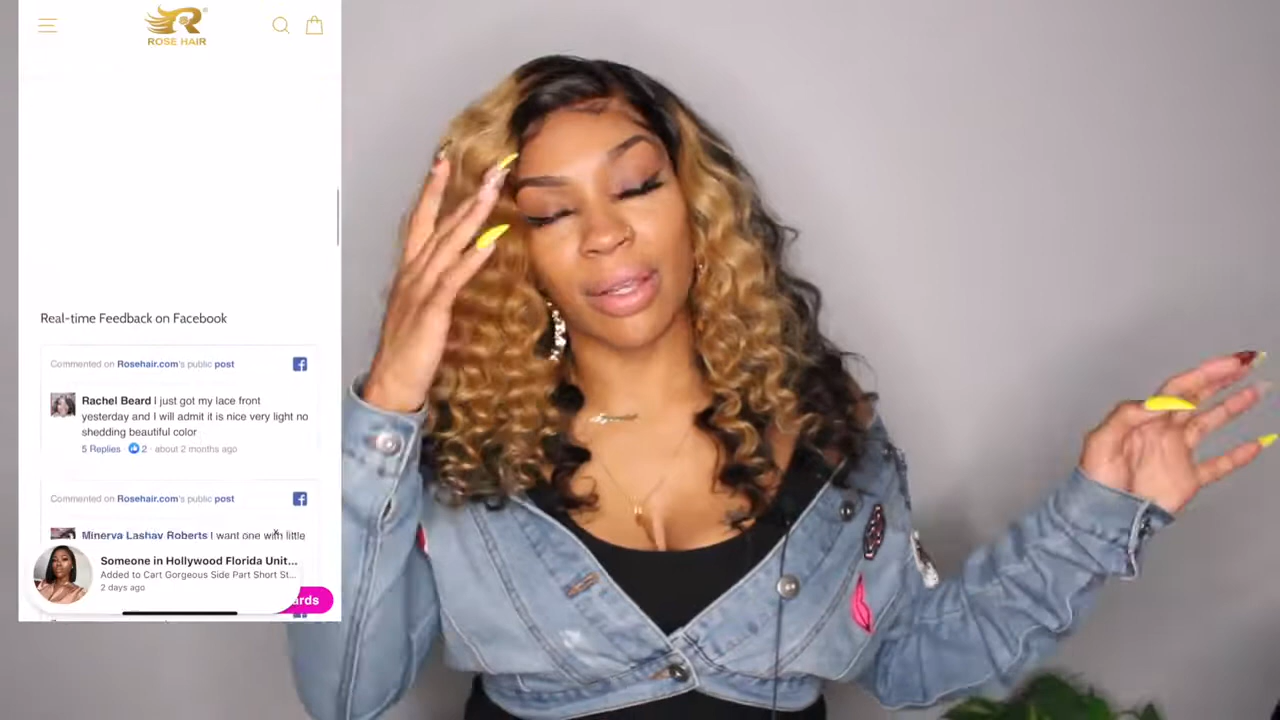 ROSE HAIR
Real-time Feedback on Facebook
Commented on Rosehair.com's public post
Rachel Beard I just got my lace front
yesterday and I will admit it is nice very light no
shedding beautiful color
5 Replies · 2 · about 2 months ago
Commented on Rosehair.com's public post
Minerva Lashay Roberts I want one with little
Someone in Hollywood Florida Unit...
Added to Cart Gorgeous Side Part Short St...
2 days ago
ards